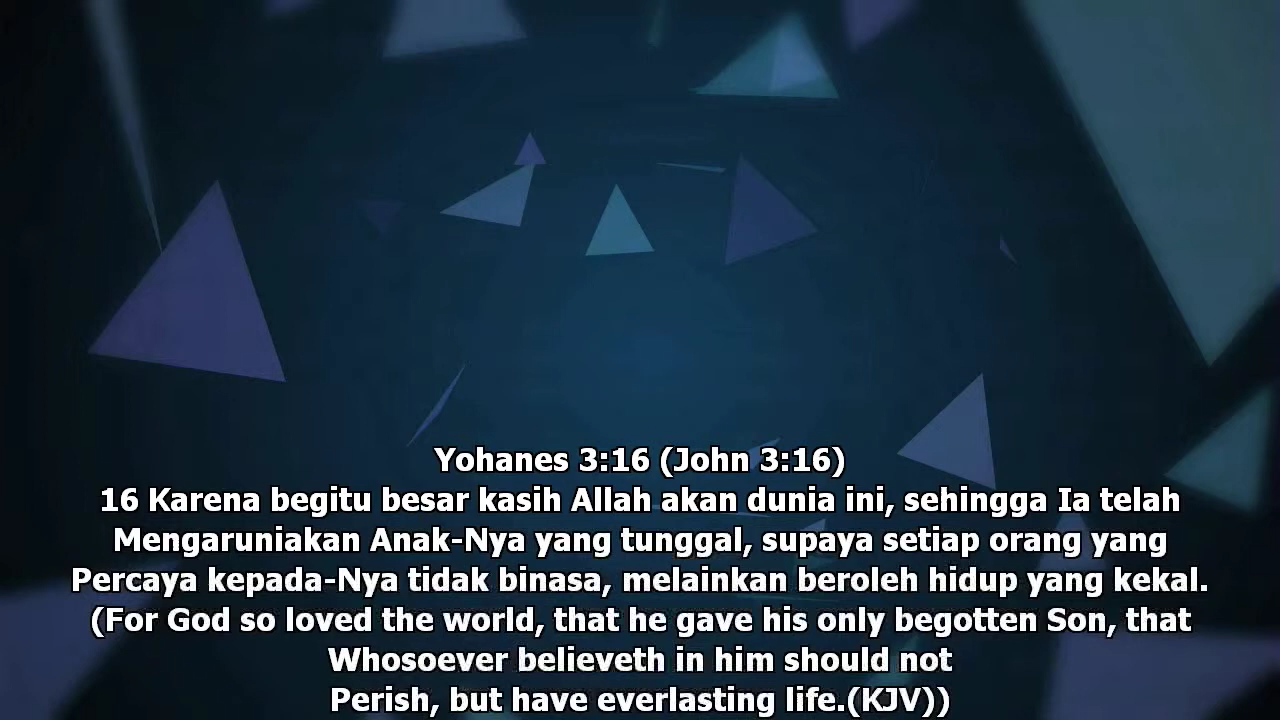 Yohanes 3:16 (John 3:16)
16 Karena begitu besar kasih Allah akan dunia ini, sehingga Ia telah
Mengaruniakan Anak-Nya yang tunggal, supaya setiap orang yang
Percaya kepada-Nya tidak binasa, melainkan beroleh hidup yang kekal.
(For God so loved the world, that he gave his only begotten Son, that
Whosoever believeth in him should not
Perish, but have everlasting life.(KJV))